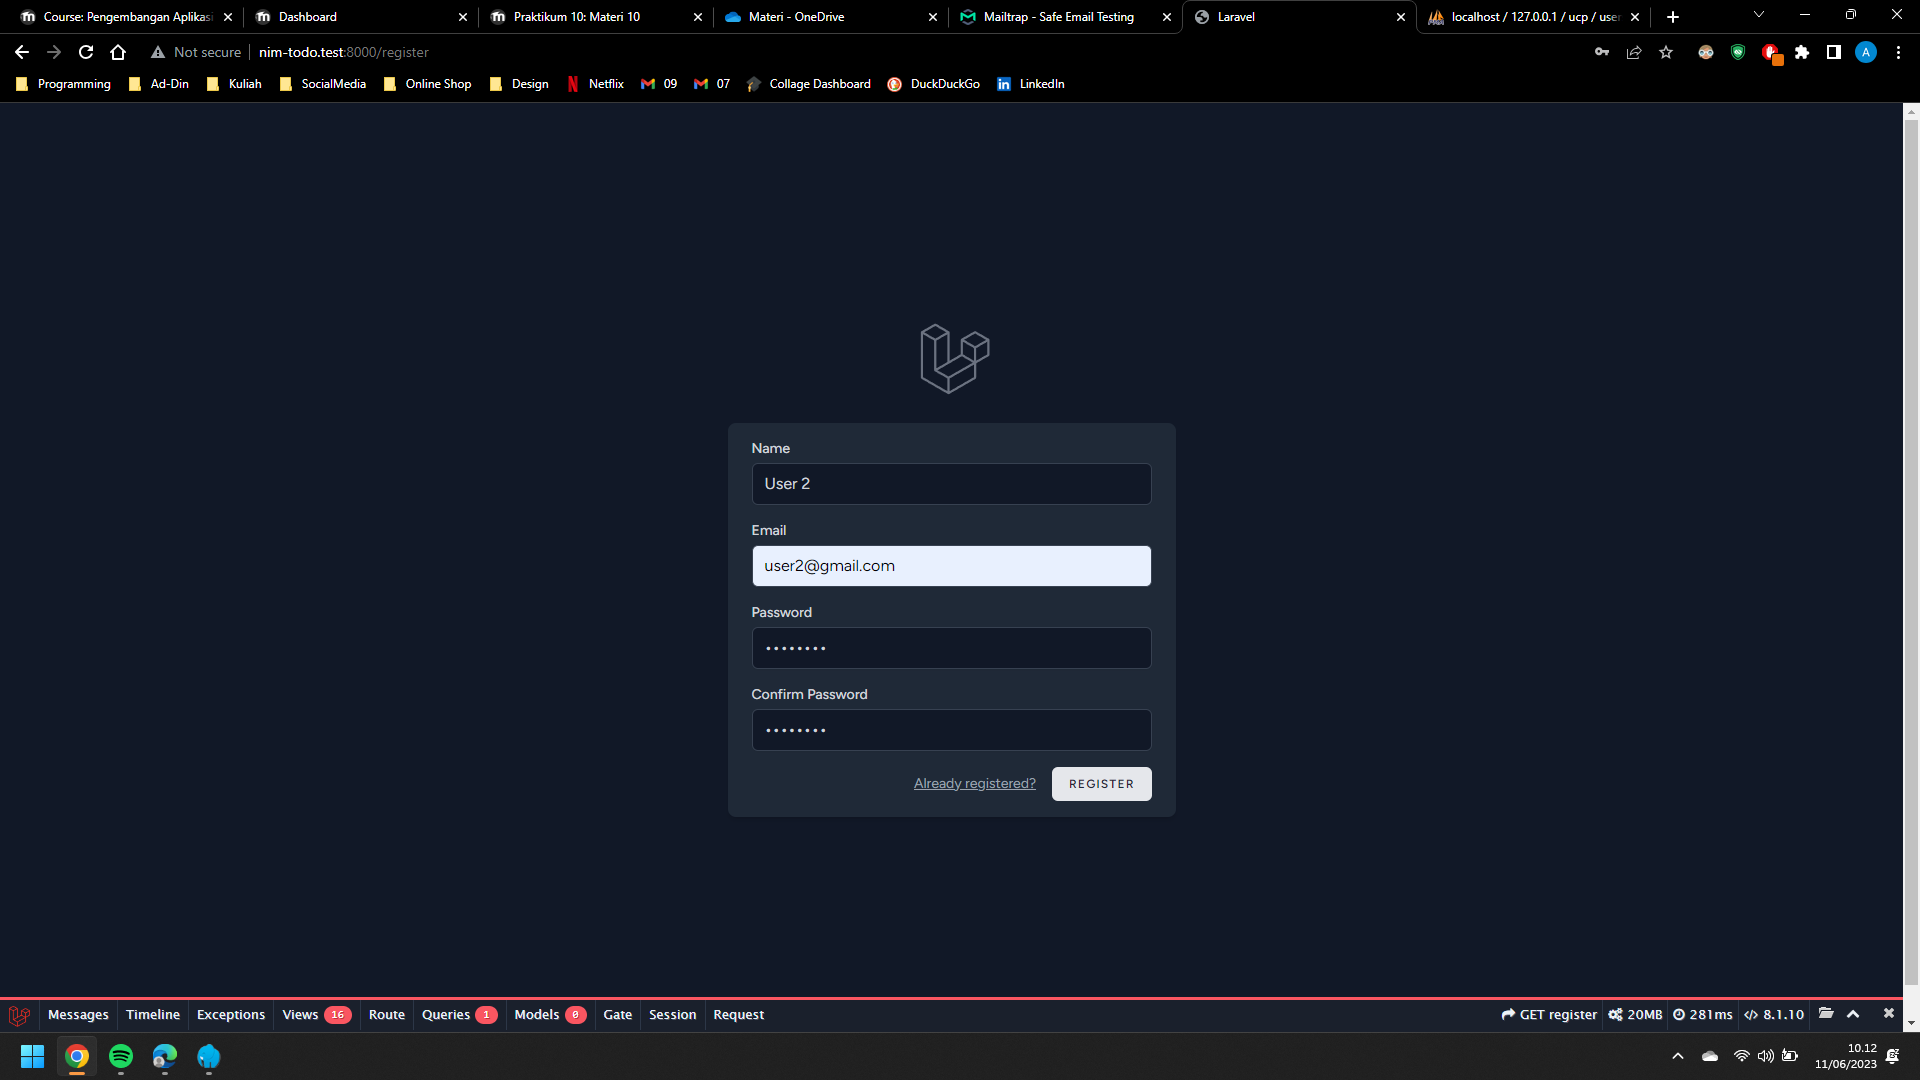 Course: Pengembangan Aplikasi
Dashboard
Praktikum 10: Materi 10
Materi - OneDrive
Mailtrap - Safe Email Testing
Laravel
localhost / 127.0.0.1 / ucp / user
Not secure
nim-todo.test:8000/register
A
Programming
Ad-Din
Kuliah
SocialMedia
Online Shop
Design
Netflix
09
07
Collage Dashboard
DuckDuckGo
LinkedIn
Name
User 2
Email
user2@gmail.com
Password
••••••••
Confirm Password
••••••••
Already registered?
REGISTER
Messages
Timeline
Exceptions
Views 16
Route
Queries 1
Models 0
Gate
Session
Request
GET register
20MB
281ms
8.1.10
10.12
11/06/2023